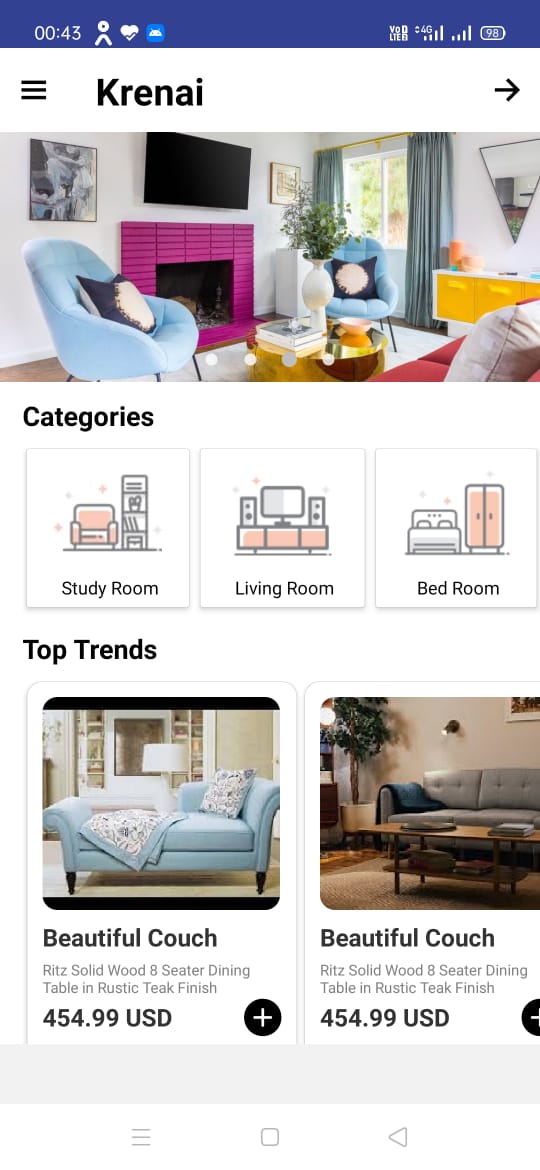 00:43
VoD LTE 4G 98
Krenai
Categories
Study Room
Living Room
Bed Room
Top Trends
Beautiful Couch
Ritz Solid Wood 8 Seater Dining
Table in Rustic Teak Finish
454.99 USD
Beautiful Couch
Ritz Solid Wood 8 Seater Dining
Table in Rustic Teak Finish
454.99 USD